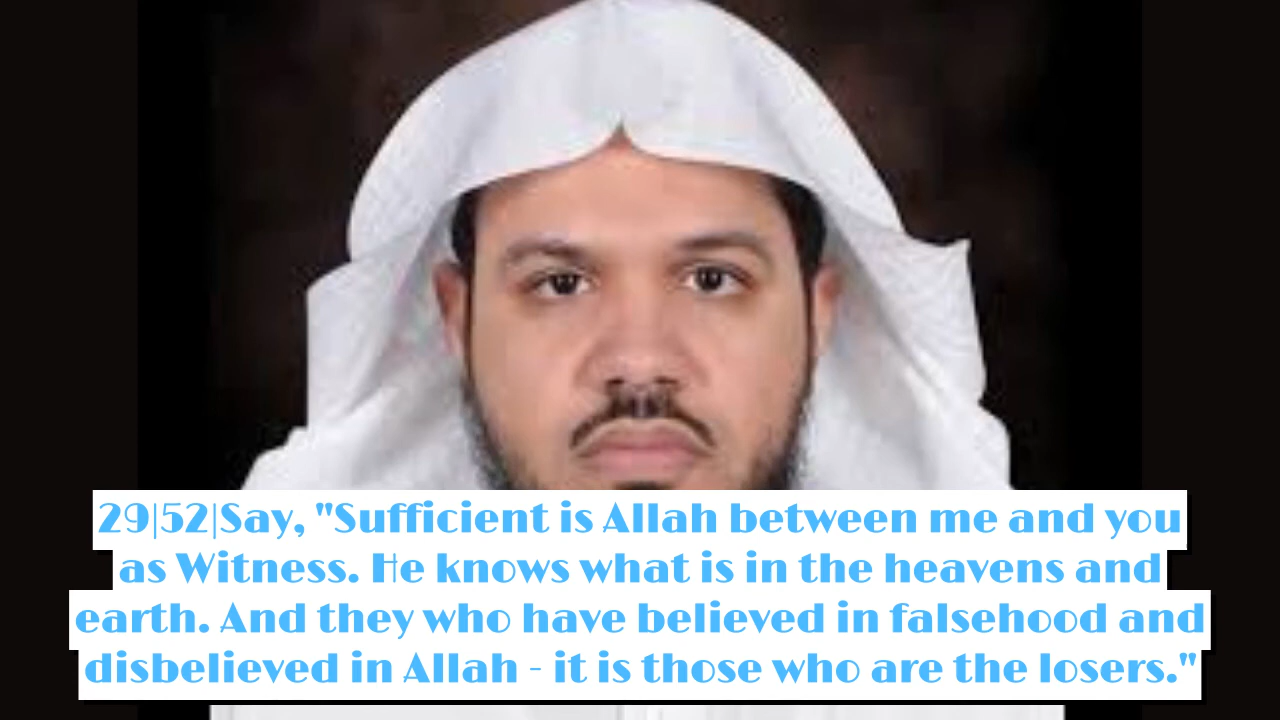 29|52|Say, "Sufficient is Allah between me and you
as Witness. He knows what is in the heavens and
earth. And they who have believed in falsehood and
disbelieved in Allah - it is those who are the losers."